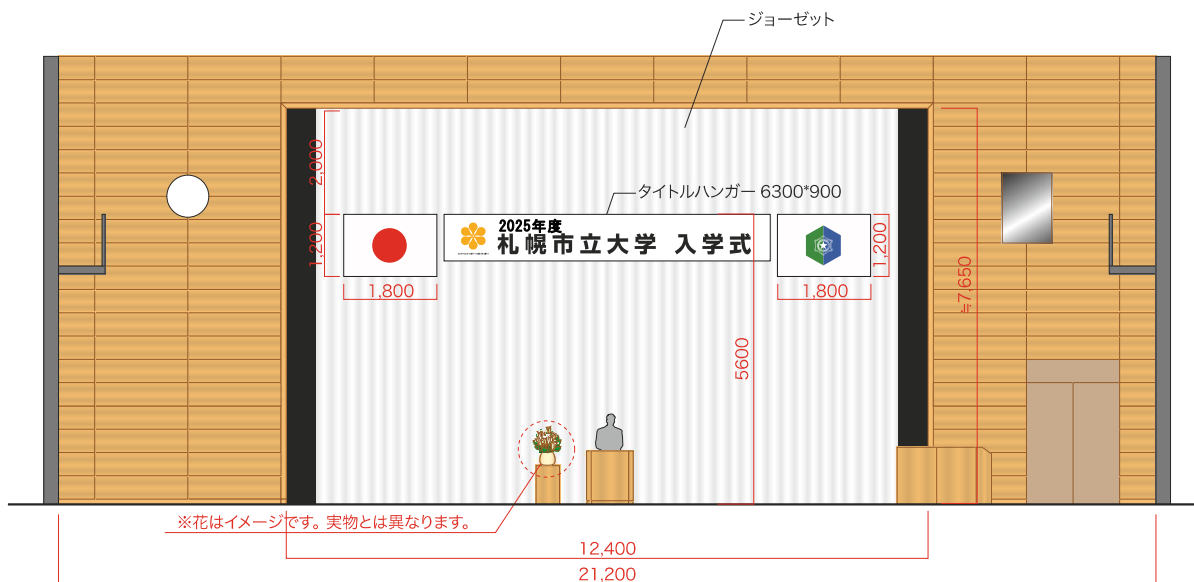 ジョーゼット
タイトルハンガー 6300*900
2,000
2025年度
札幌市立大学 入学式
1,200
1,200
1,800
1,800
≒7,650
5600
※花はイメージです。実物とは異なります。
12,400
21,200